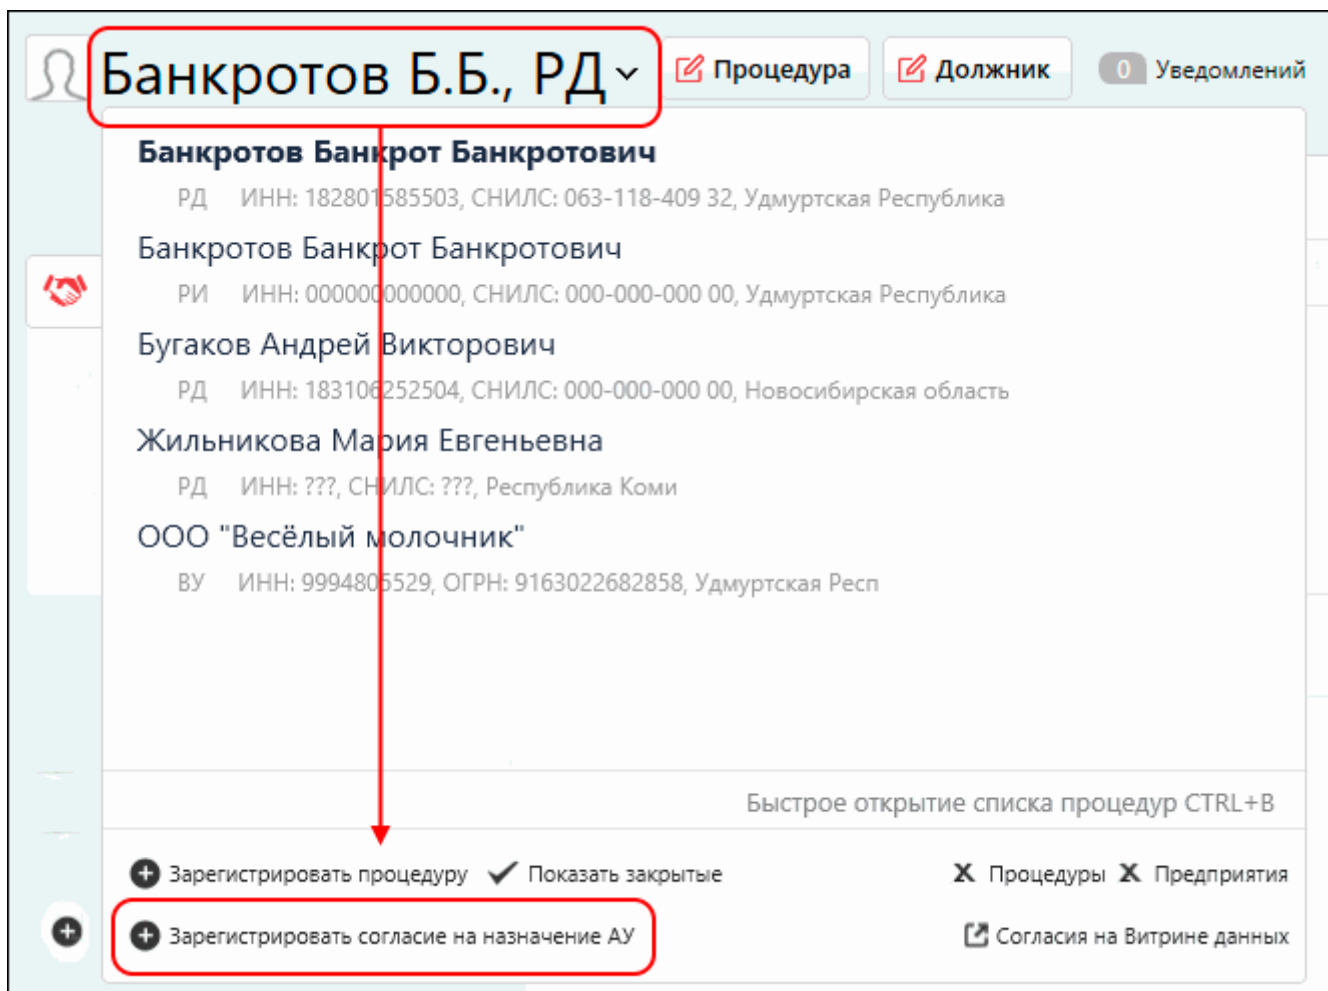 Банкротов Б.Б., РД
Процедура
Должник
0 Уведомлений
Банкротов Банкрот Банкротович
РД ИНН: 182801585503, СНИЛС: 063-118-409 32, Удмуртская Республика
Банкротов Банкрот Банкротович
РИ ИНН: 000000000000, СНИЛС: 000-000-000 00, Удмуртская Республика
Бугаков Андрей Викторович
РД ИНН: 183106252504, СНИЛС: 000-000-000 00, Новосибирская область
Жильникова Мария Евгеньевна
РД ИНН: ???, СНИЛС: ???, Республика Коми
ООО "Весёлый молочник"
ВУ ИНН: 9994805529, ОГРН: 9163022682858, Удмуртская Респ
Быстрое открытие списка процедур CTRL+B
Зарегистрировать процедуру Показать закрытые
X Процедуры X Предприятия
Зарегистрировать согласие на назначение АУ
Согласия на Витрине данных